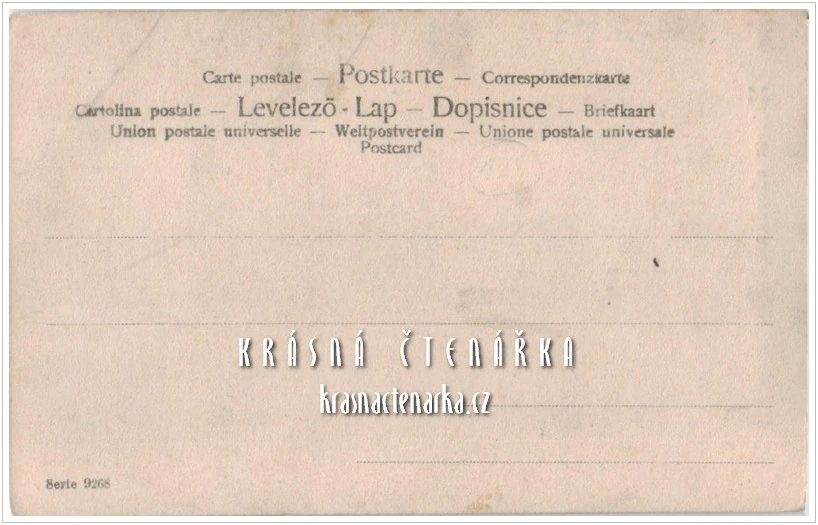 Carte postale — Postkarte — Correspondenzkarte
Cartolina postale — Levelező - Lap — Dopisnice — Briefkaart
Union postale universelle — Weltpostverein — Unione postale universale
Postcard
KRÁSNÁ ČTENÁŘKA
krasnactenarka.cz
Serie 9268